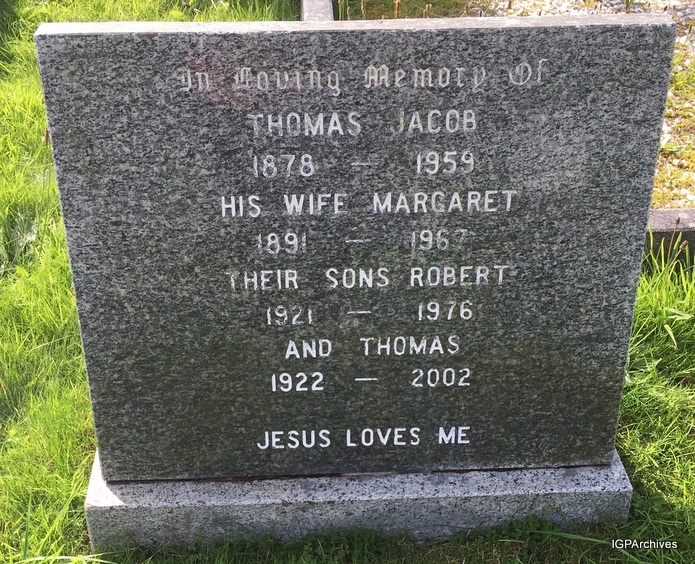 In Loving Memory Of
THOMAS JACOB
1878 — 1959
HIS WIFE MARGARET
1891 — 1967
THEIR SONS ROBERT
1921 — 1976
AND THOMAS
1922 — 2002
JESUS LOVES ME
IGPArchives